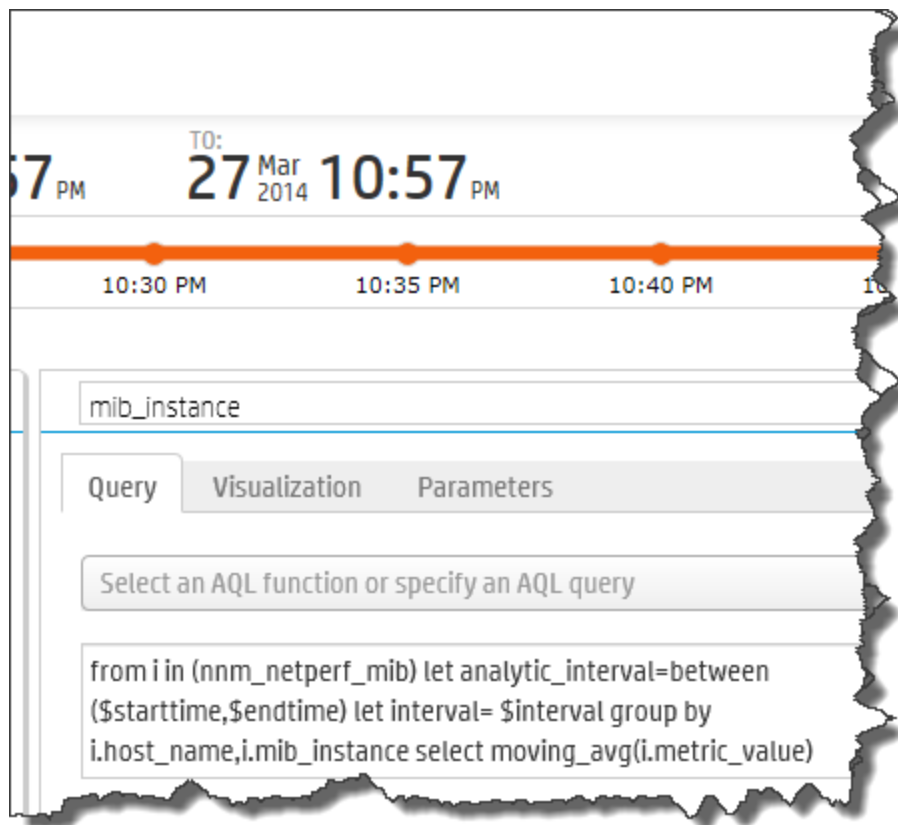 TO:
57 PM 27 Mar 2014 10:57 PM
10:30 PM 10:35 PM 10:40 PM
mib_instance
Query Visualization Parameters
Select an AQL function or specify an AQL query
from i in (nnm_netperf_mib) let analytic_interval=between
($starttime,$endtime) let interval= $interval group by
i.host_name,i.mib_instance select moving_avg(i.metric_value)